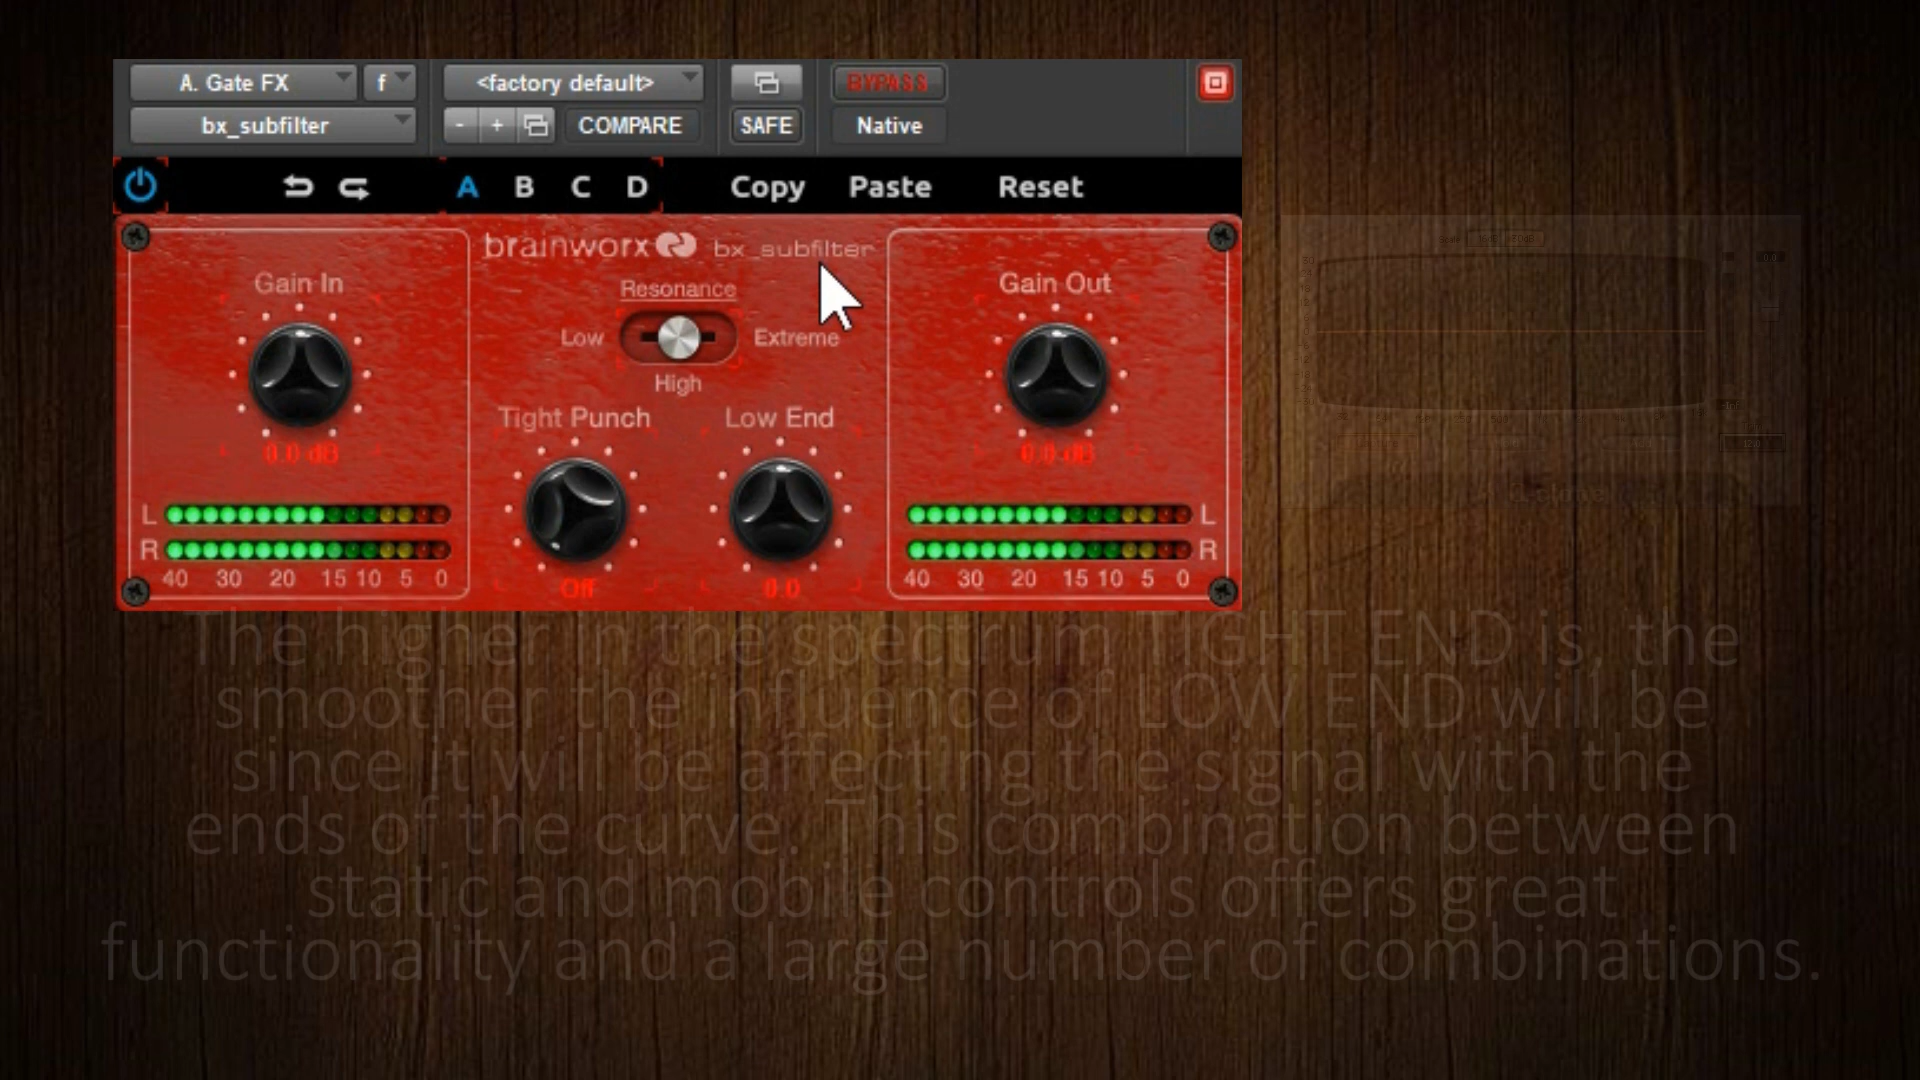 A. Gate FX f <factory default> BYPASS
bx_subfilter - + COMPARE SAFE Native
A B C D Copy Paste Reset
brainworx bx_subfilter
Gain In
Resonance
Low Extreme
High
Gain Out
Tight Punch Low End
0.0 dB
0.0 dB
L
R
40 30 20 15 10 5 0
Off
0.0
L
R
40 30 20 15 10 5 0
The higher in the spectrum TIGHT END is, the
smoother the influence of LOW END will be
since it will be affecting the signal with the
ends of the curve. This combination between
static and mobile controls offers great
functionality and a large number of combinations.